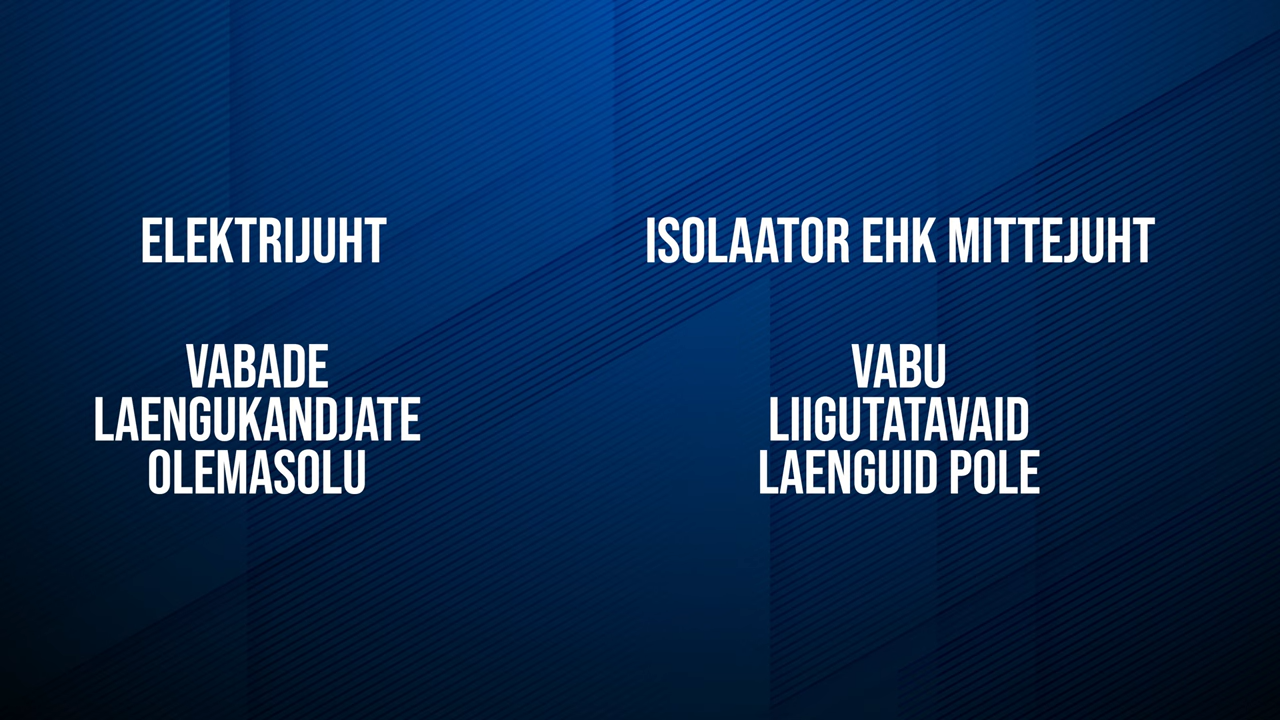 ELEKTRIJUHT
VABADE
LAENGUKANDJATE
OLEMASOLU
ISOLAATOR EHK MITTEJUHT
VABU
LIIGUTATAVAID
LAENGUID POLE